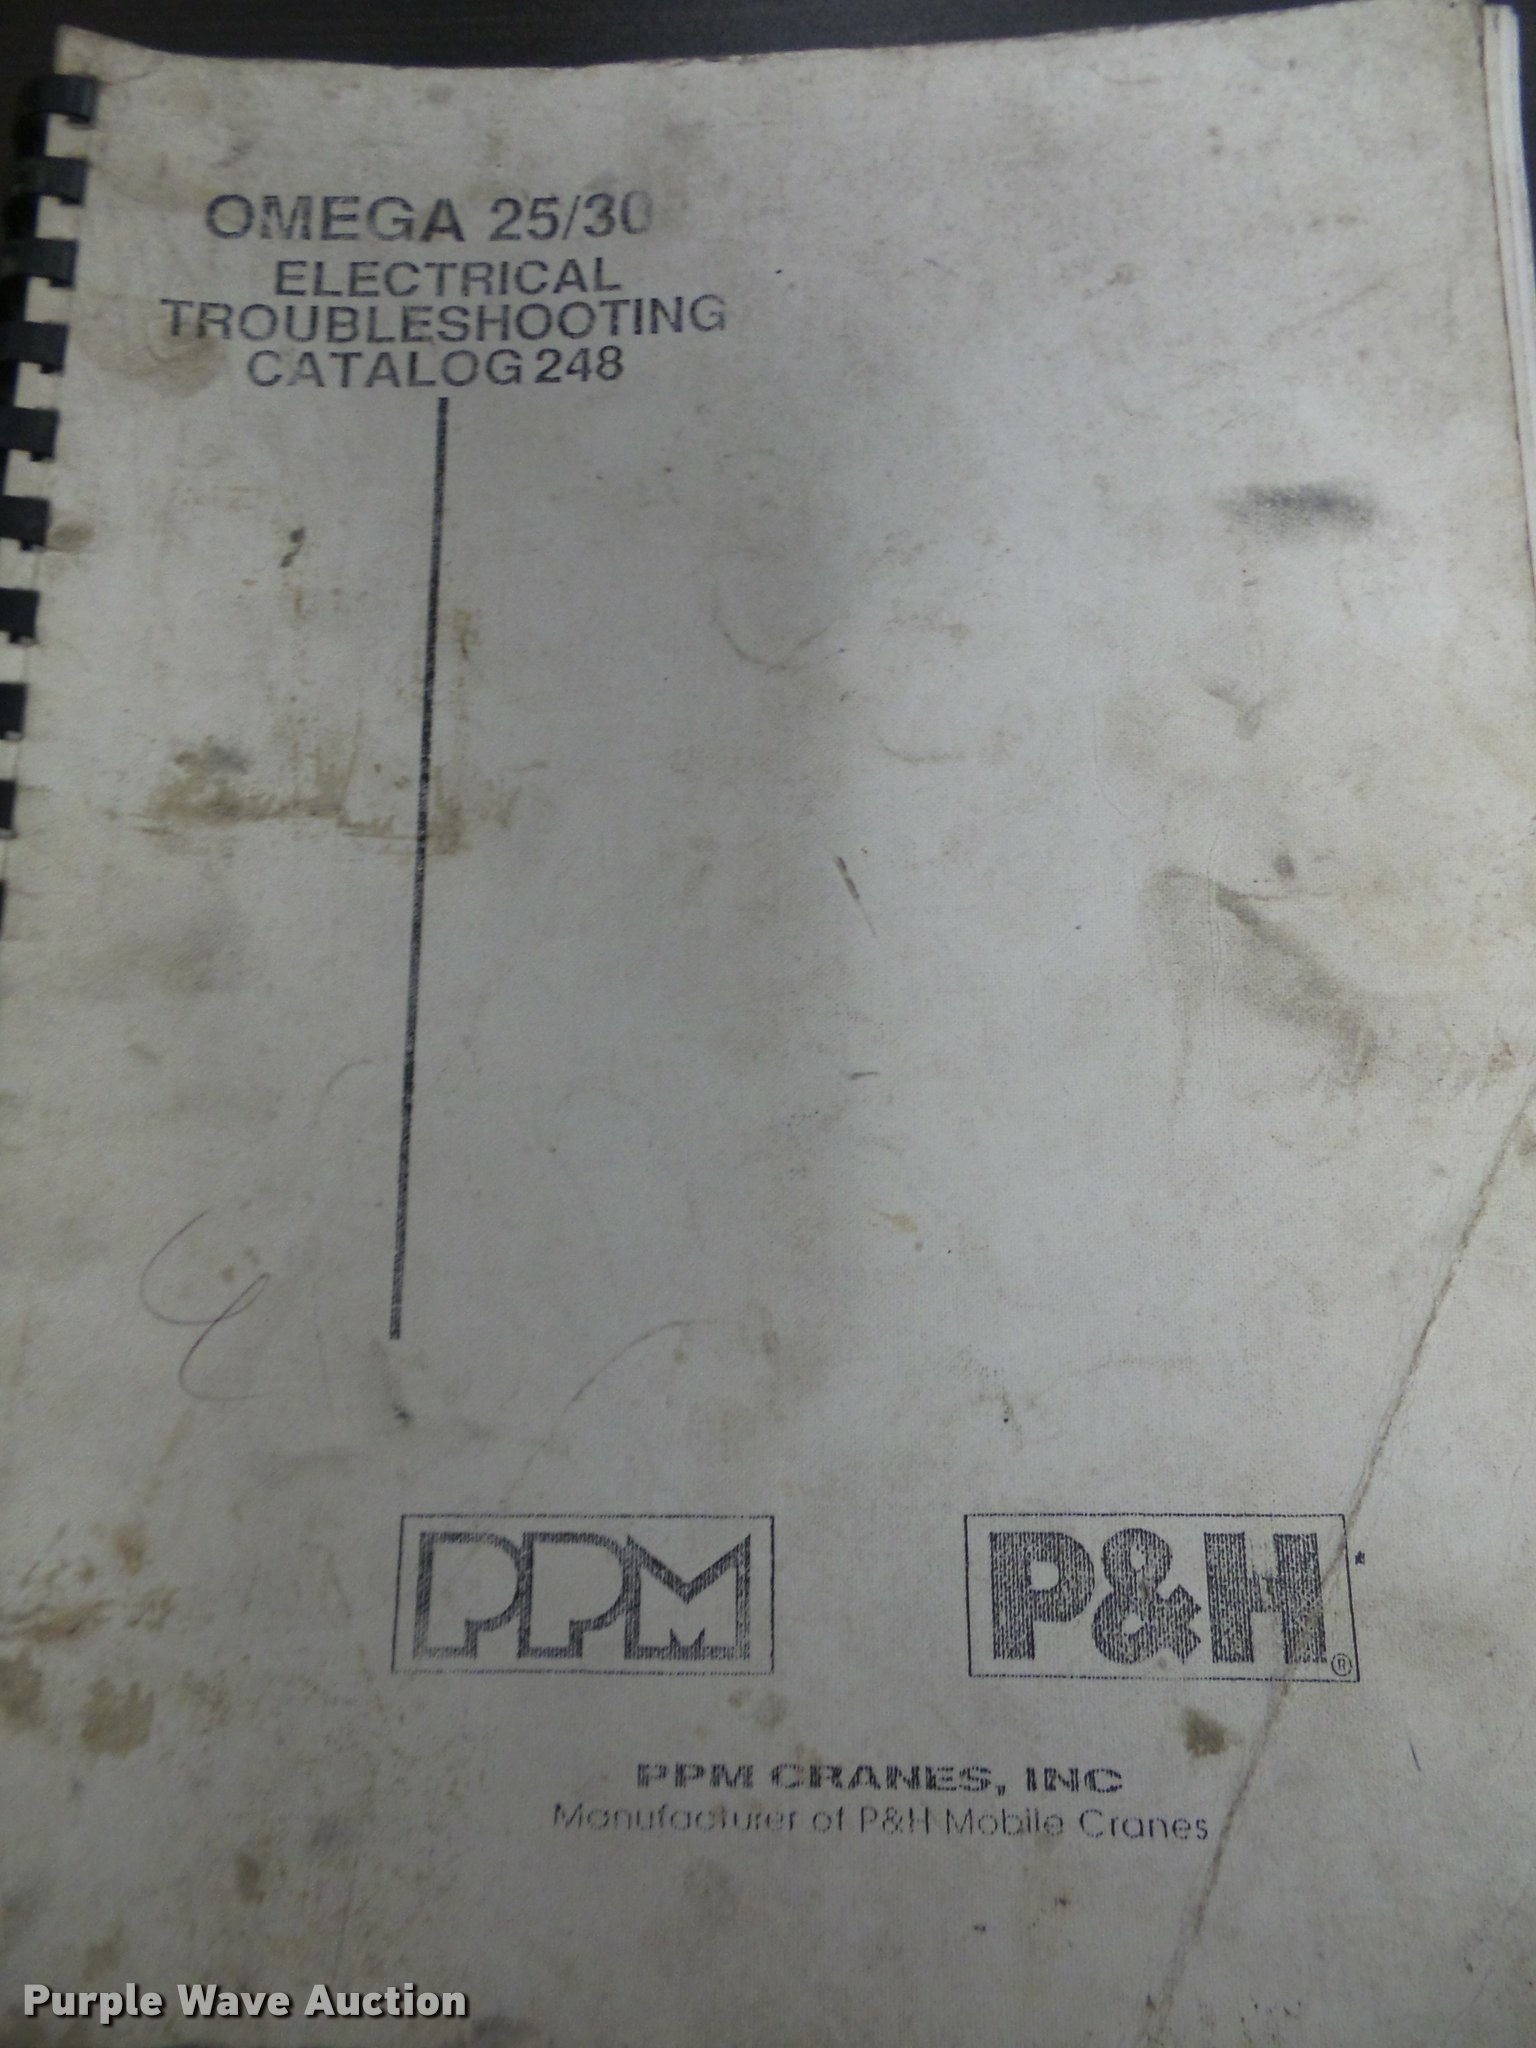 OMEGA 25/30
ELECTRICAL
TROUBLESHOOTING
CATALOG 248
PPM
P&H
®
PPM CRANES, INC
Manufacturer of P&H Mobile Cranes
Purple Wave Auction